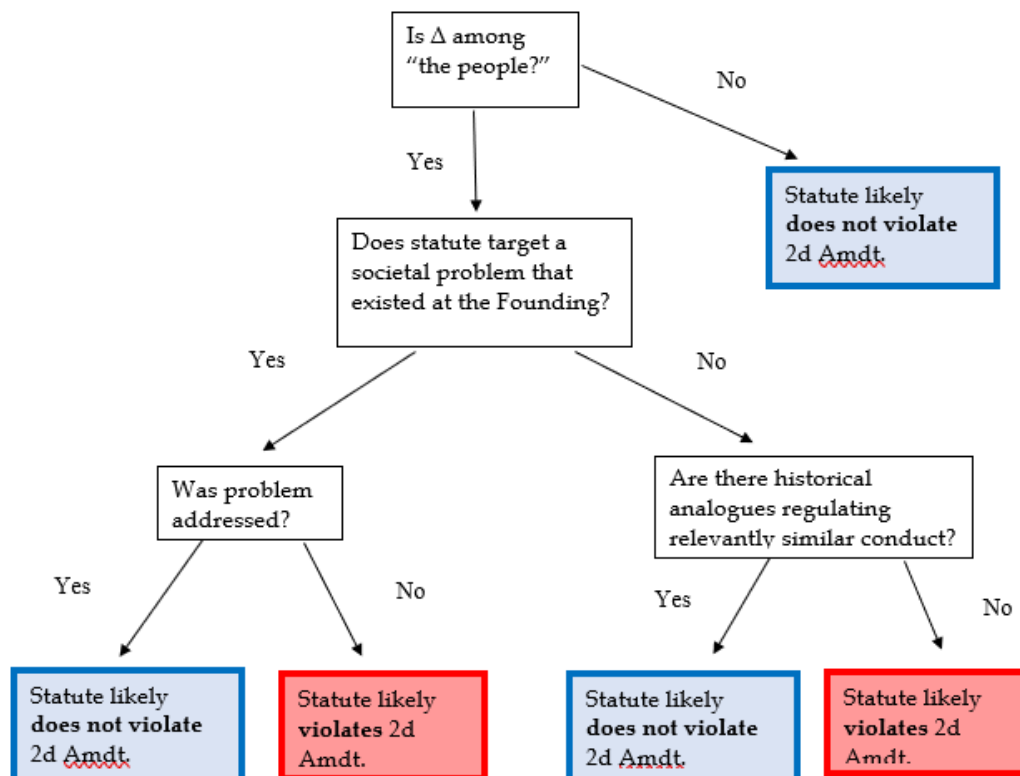 Is Δ among
“the people?”
No
Yes
Statute likely
does not violate
2d Amdt.
Does statute target a
societal problem that
existed at the Founding?
Yes
No
Was problem
addressed?
Are there historical
analogues regulating
relevantly similar conduct?
Yes
No
Yes
No
Statute likely
does not violate
2d Amdt.
Statute likely
violates 2d
Amdt.
Statute likely
does not violate
2d Amdt.
Statute likely
violates 2d
Amdt.